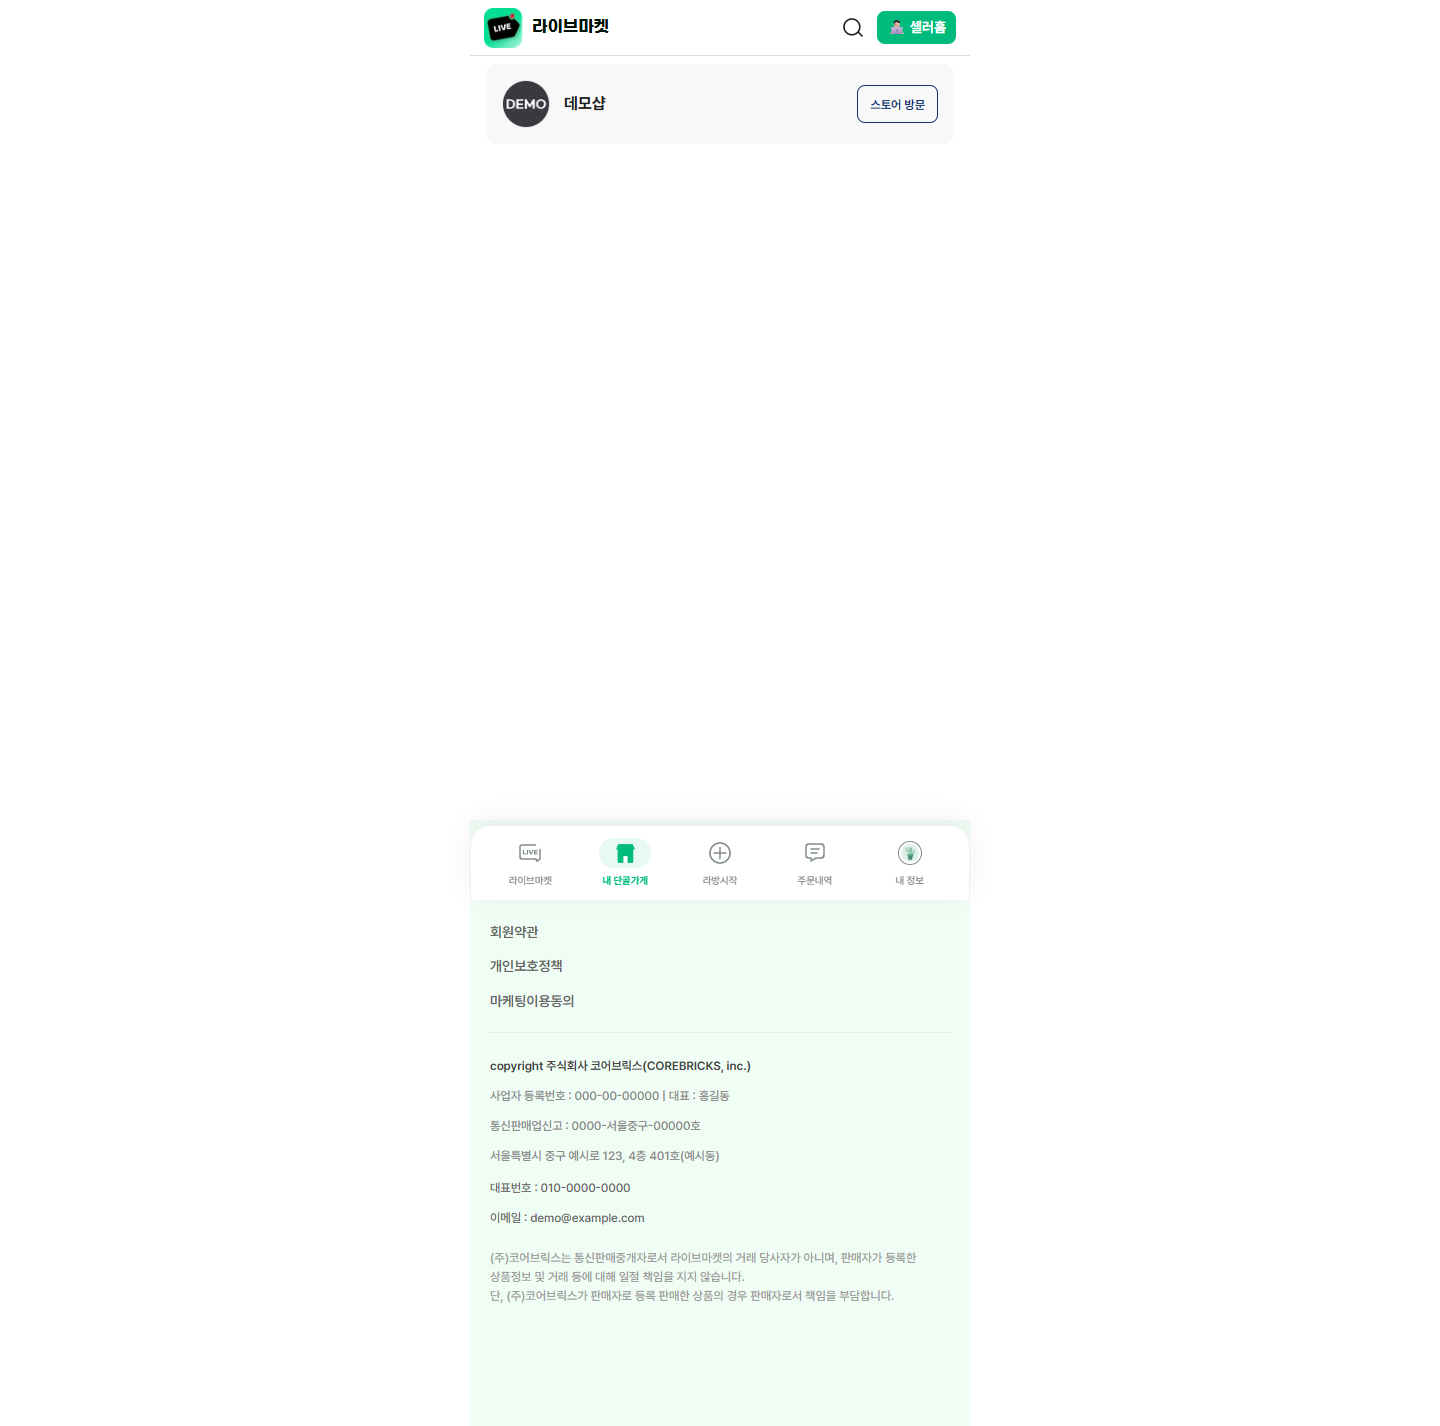 LIVE
라이브마켓
셀러홈
DEMO
데모샵
스토어 방문
LIVE
라이브마켓
내 단골가게
라방시작
주문내역
내 정보
회원약관
개인보호정책
마케팅이용동의
copyright 주식회사 코어브릭스(COREBRICKS, inc.)
사업자 등록번호 : 000-00-00000 | 대표 : 홍길동
통신판매업신고 : 0000-서울중구-00000호
서울특별시 중구 예시로 123, 4층 401호(예시동)
대표번호 : 010-0000-0000
이메일 : demo@example.com
(주)코어브릭스는 통신판매중개자로서 라이브마켓의 거래 당사자가 아니며, 판매자가 등록한
상품정보 및 거래 등에 대해 일절 책임을 지지 않습니다.
단, (주)코어브릭스가 판매자로 등록 판매한 상품의 경우 판매자로서 책임을 부담합니다.